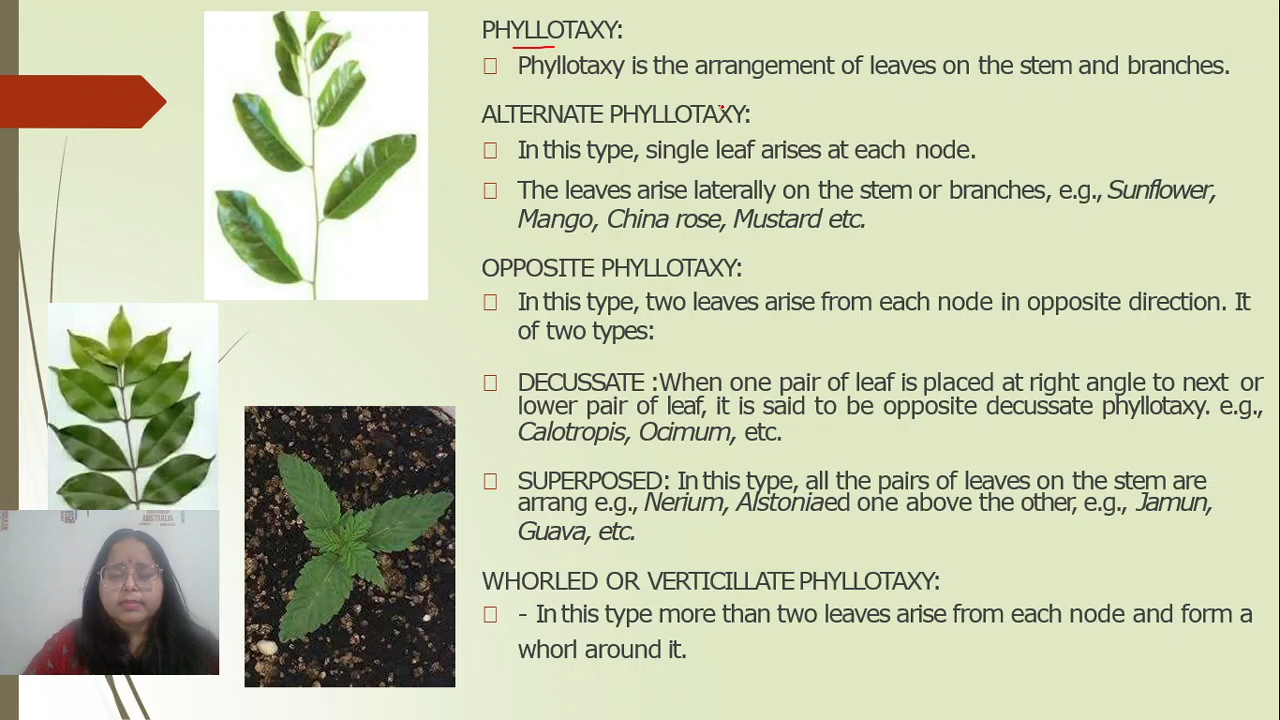 PHYLLOTAXY:
Phyllotaxy is the arrangement of leaves on the stem and branches.
ALTERNATE PHYLLOTAXY:
In this type, single leaf arises at each node.
The leaves arise laterally on the stem or branches, e.g., Sunflower,
Mango, China rose, Mustard etc.
OPPOSITE PHYLLOTAXY:
In this type, two leaves arise from each node in opposite direction. It
of two types:
DECUSSATE :When one pair of leaf is placed at right angle to next or
lower pair of leaf, it is said to be opposite decussate phyllotaxy. e.g.,
Calotropis, Ocimum, etc.
SUPERPOSED: In this type, all the pairs of leaves on the stem are
arrang e.g., Nerium, Alstoniaed one above the other, e.g., Jamun,
Guava, etc.
WHORLED OR VERTICILLATE PHYLLOTAXY:
- In this type more than two leaves arise from each node and form a
whorl around it.